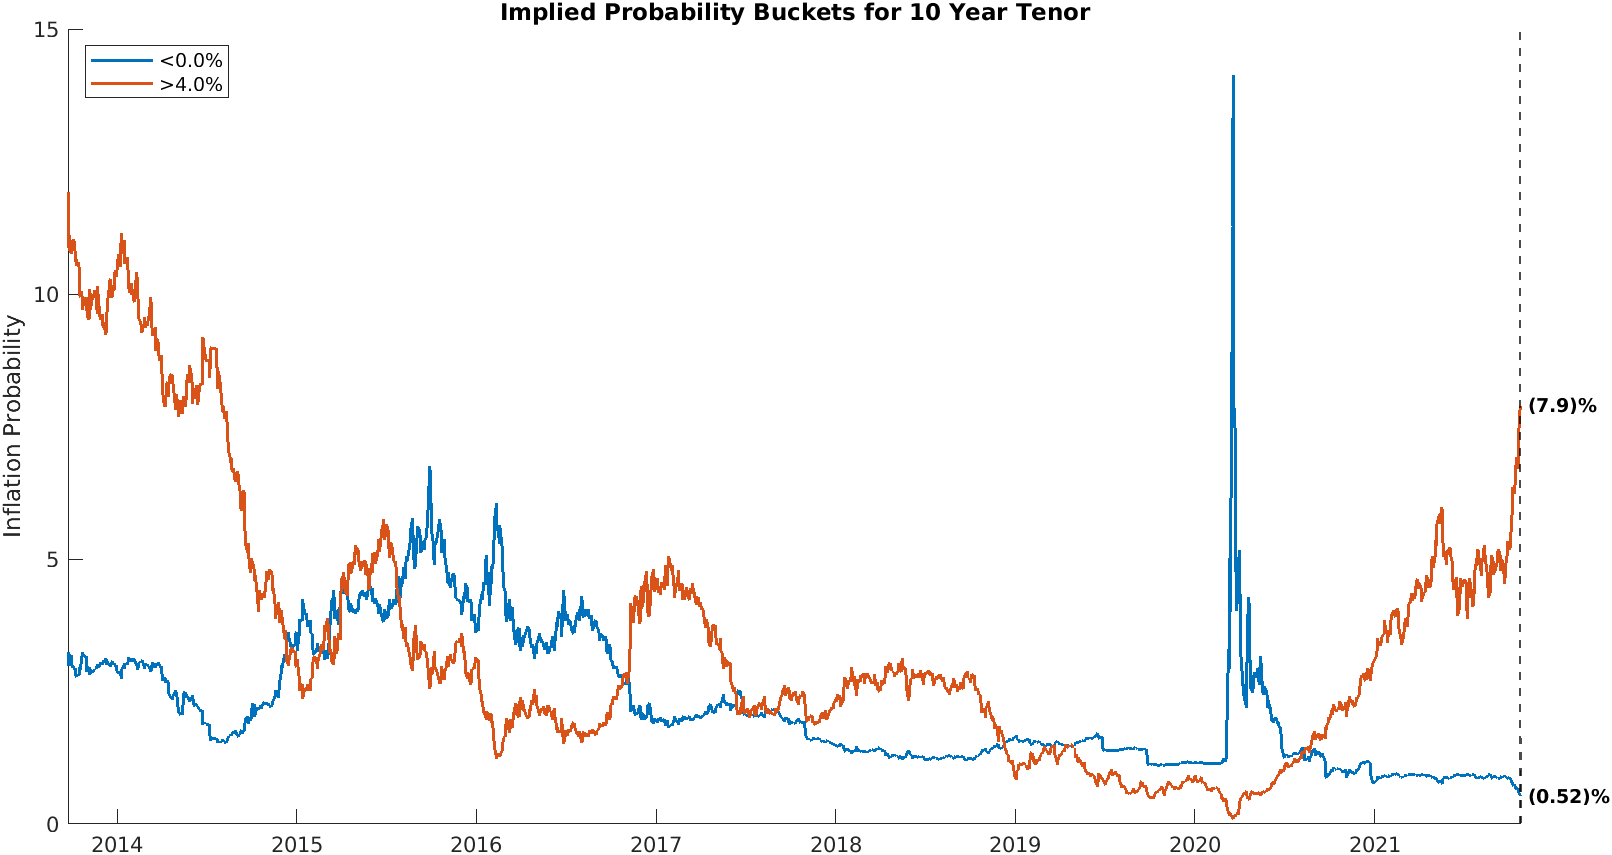 Implied Probability Buckets for 10 Year Tenor
15
<0.0%
>4.0%
10
Inflation Probability
(7.9)%
5
(0.52)%
0
2014 2015 2016 2017 2018 2019 2020 2021